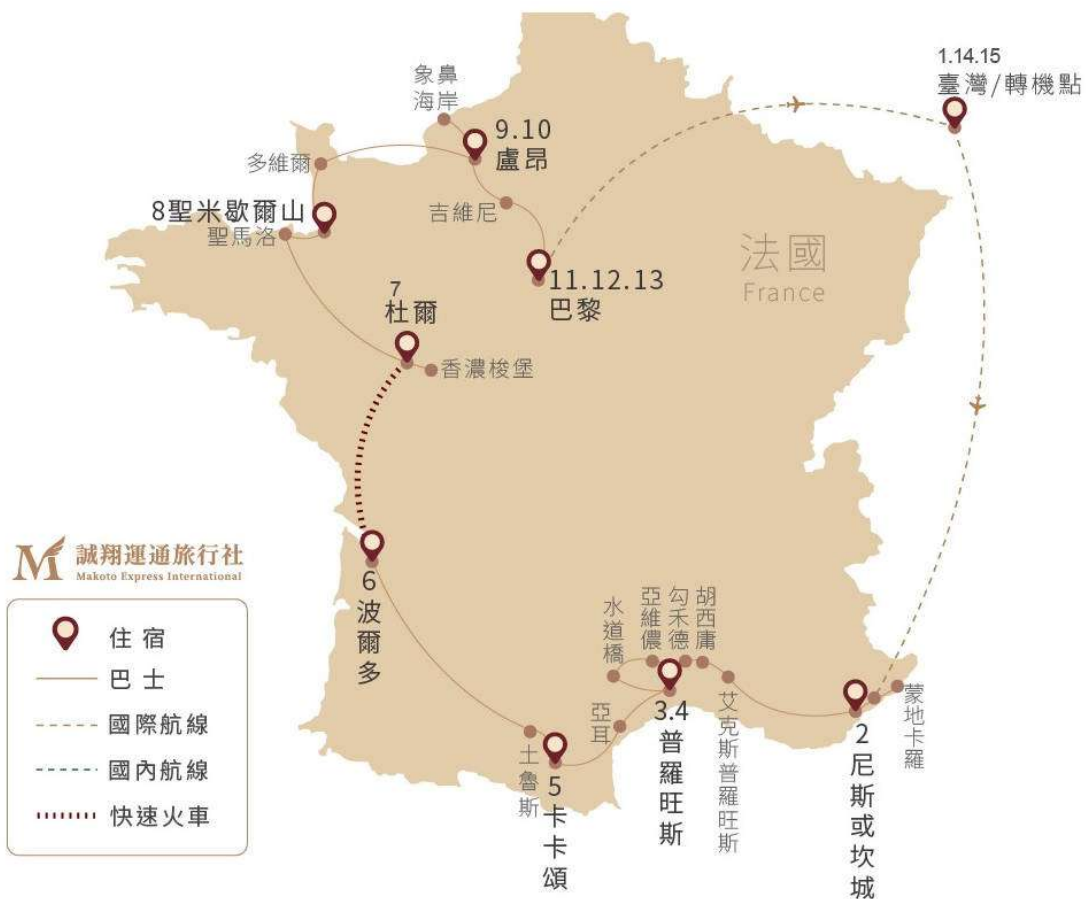 1.14.15
臺灣/轉機點
象鼻
海岸
9.10
盧昂
多維爾
吉維尼
8聖米歇爾山
聖馬洛
法國
France
11.12.13
巴黎
7
杜爾
香濃梭堡
6
波爾多
水道橋
亞維儂
勾禾德
胡西庸
艾克斯普羅旺斯
3.4
普羅旺斯
亞耳
土魯斯
5
卡卡頌
2
尼斯或坎城
蒙地卡羅
誠翔運通旅行社
Makoto Express International
住宿
巴士
國際航線
國內航線
快速火車